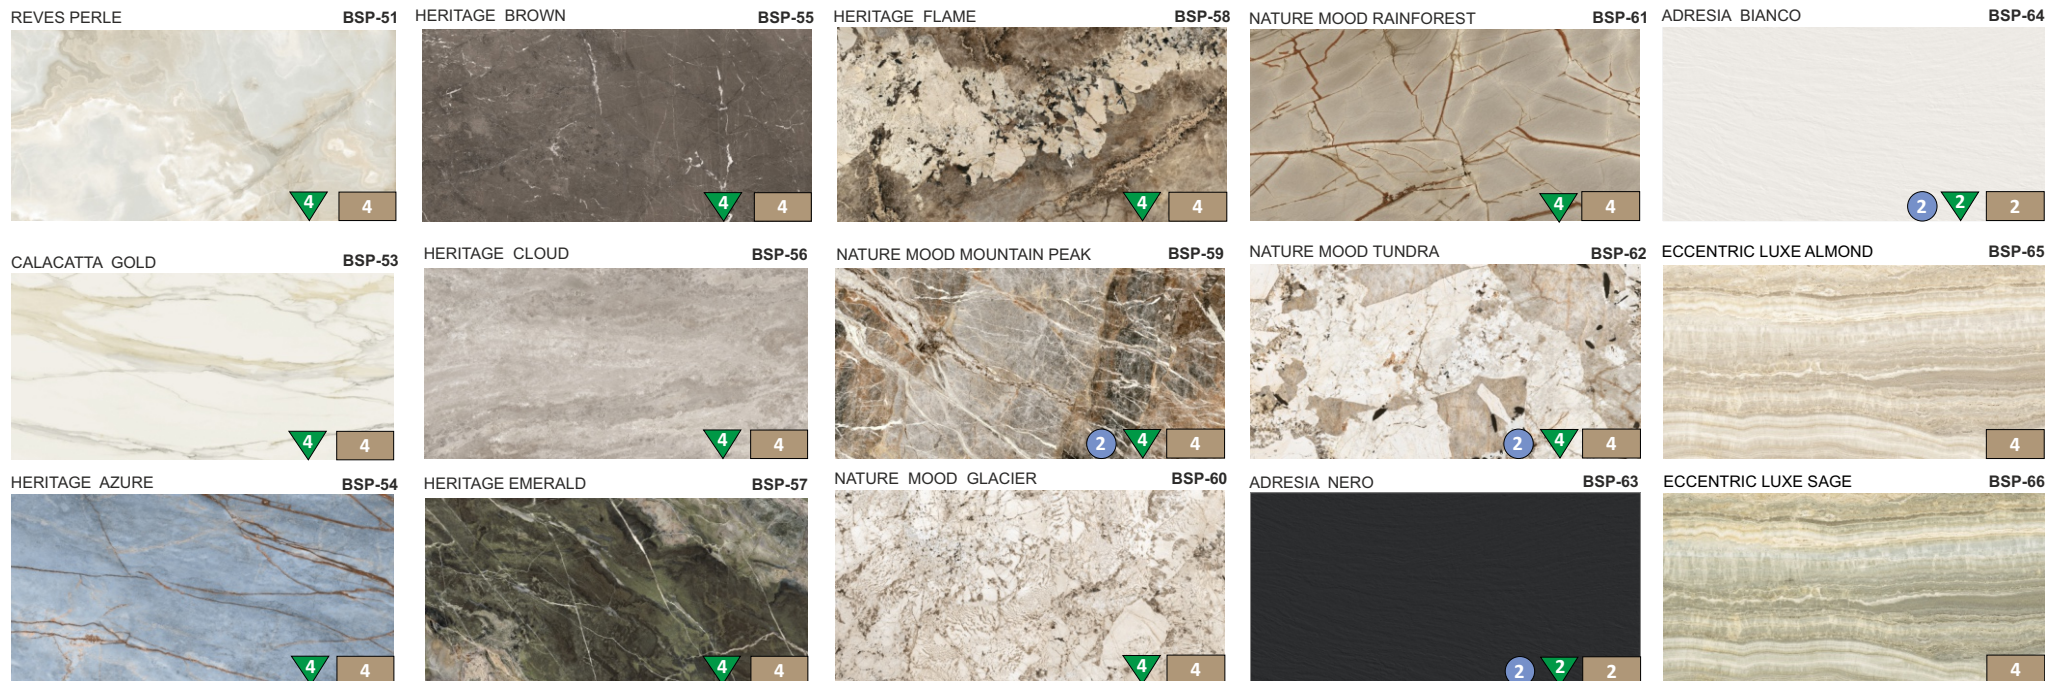 REVES PERLE BSP-51
4 4
HERITAGE BROWN BSP-55
4 4
HERITAGE FLAME BSP-58
4 4
NATURE MOOD RAINFOREST BSP-61
4 4
ADRESIA BIANCO BSP-64
2 2 2
CALACATTA GOLD BSP-53
4 4
HERITAGE CLOUD BSP-56
4 4
NATURE MOOD MOUNTAIN PEAK BSP-59
2 4 4
NATURE MOOD TUNDRA BSP-62
2 4 4
ECCENTRIC LUXE ALMOND BSP-65
4
HERITAGE AZURE BSP-54
4 4
HERITAGE EMERALD BSP-57
4 4
NATURE MOOD GLACIER BSP-60
4 4
ADRESIA NERO BSP-63
2 2 2
ECCENTRIC LUXE SAGE BSP-66
4